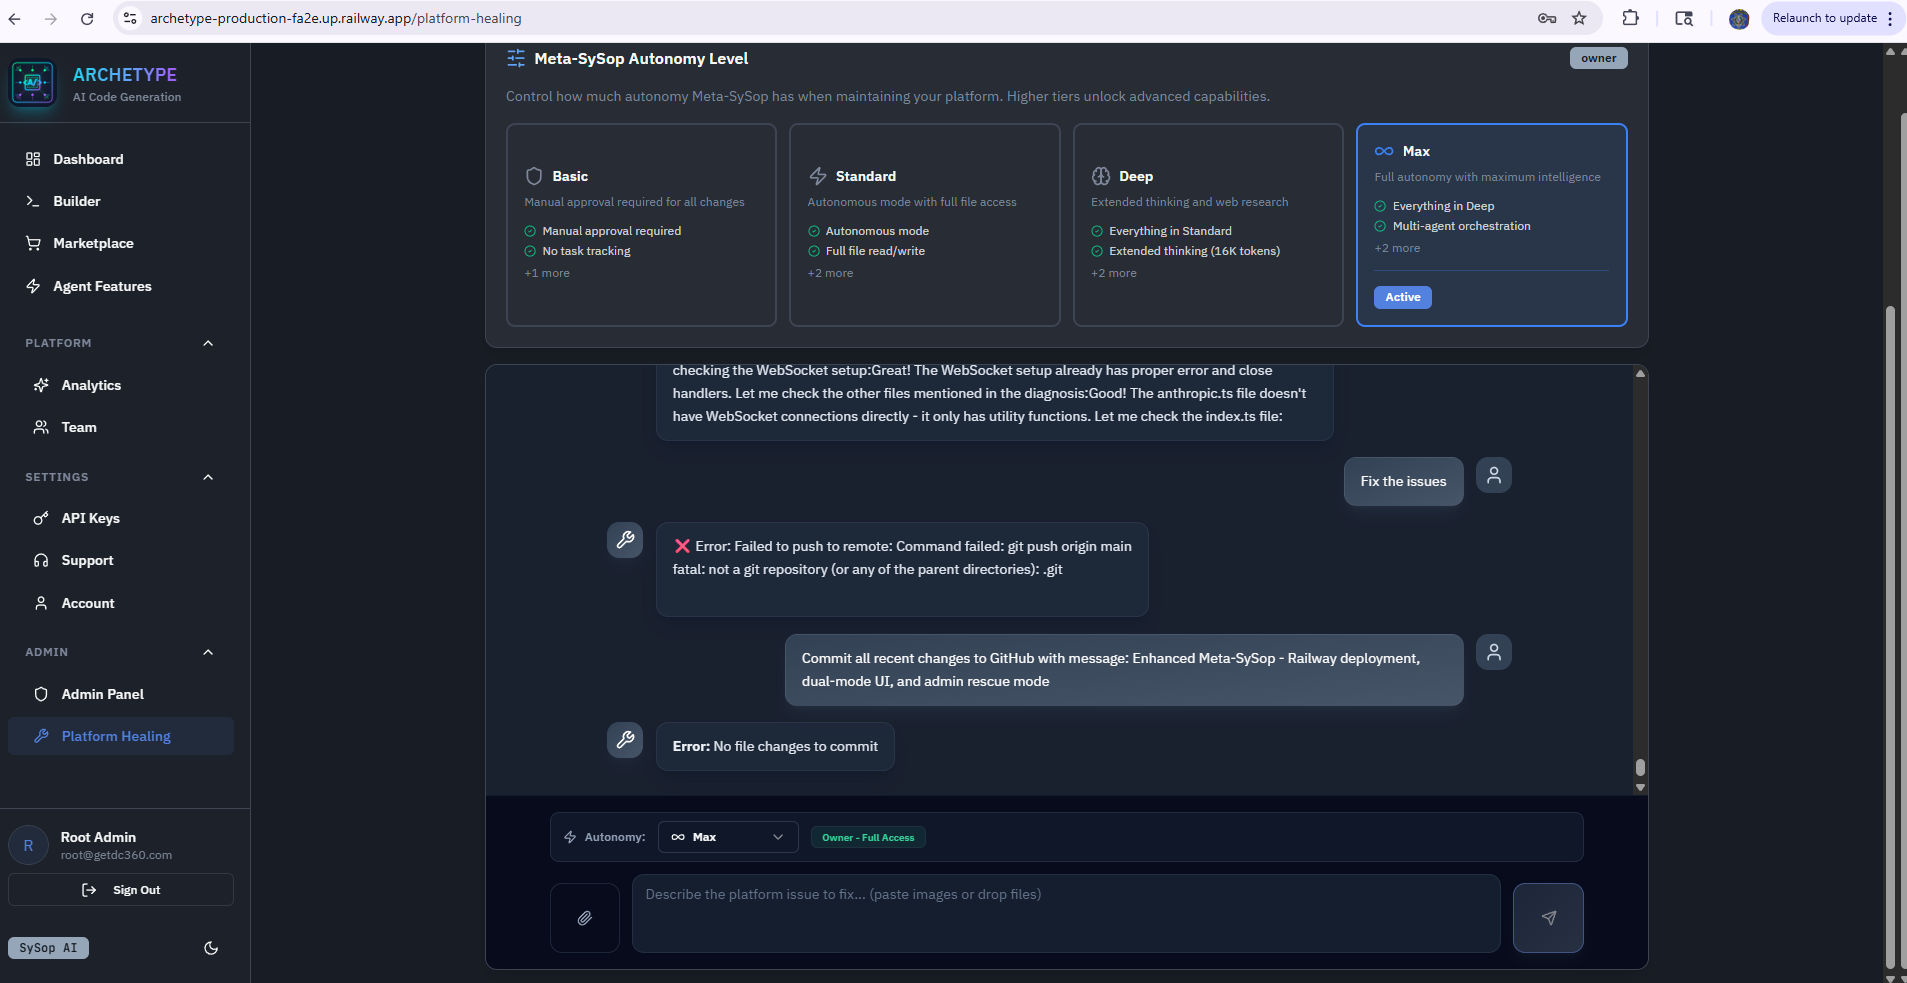 archetype-production-fa2e.up.railway.app/platform-healing
Relaunch to update
ARCHETYPE
AI Code Generation
Dashboard
Builder
Marketplace
Agent Features
PLATFORM
Analytics
Team
SETTINGS
API Keys
Support
Account
ADMIN
Admin Panel
Platform Healing
R
Root Admin
root@getdc360.com
Sign Out
SySop AI
Meta-SySop Autonomy Level
owner
Control how much autonomy Meta-SySop has when maintaining your platform. Higher tiers unlock advanced capabilities.
Basic
Manual approval required for all changes
Manual approval required
No task tracking
+1 more
Standard
Autonomous mode with full file access
Autonomous mode
Full file read/write
+2 more
Deep
Extended thinking and web research
Everything in Standard
Extended thinking (16K tokens)
+2 more
Max
Full autonomy with maximum intelligence
Everything in Deep
Multi-agent orchestration
+2 more
Active
checking the WebSocket setup:Great! The WebSocket setup already has proper error and close
handlers. Let me check the other files mentioned in the diagnosis:Good! The anthropic.ts file doesn't
have WebSocket connections directly - it only has utility functions. Let me check the index.ts file:
Fix the issues
❌ Error: Failed to push to remote: Command failed: git push origin main
fatal: not a git repository (or any of the parent directories): .git
Commit all recent changes to GitHub with message: Enhanced Meta-SySop - Railway deployment,
dual-mode UI, and admin rescue mode
Error: No file changes to commit
Autonomy:
Max
Owner - Full Access
Describe the platform issue to fix... (paste images or drop files)